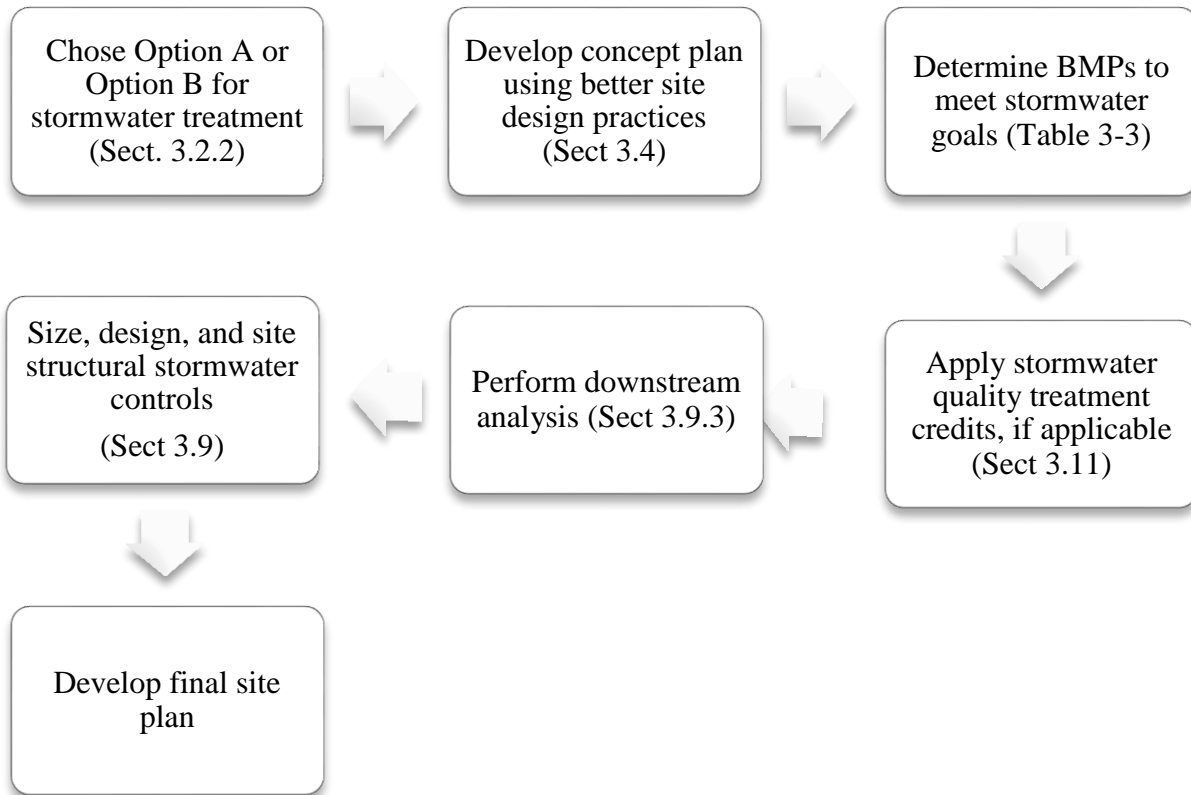 Chose Option A or
Option B for
stormwater treatment
(Sect. 3.2.2)
Develop concept plan
using better site
design practices
(Sect 3.4)
Determine BMPs to
meet stormwater
goals (Table 3-3)
Apply stormwater
quality treatment
credits, if applicable
(Sect 3.11)
Perform downstream
analysis (Sect 3.9.3)
Size, design, and site
structural stormwater
controls
(Sect 3.9)
Develop final site
plan